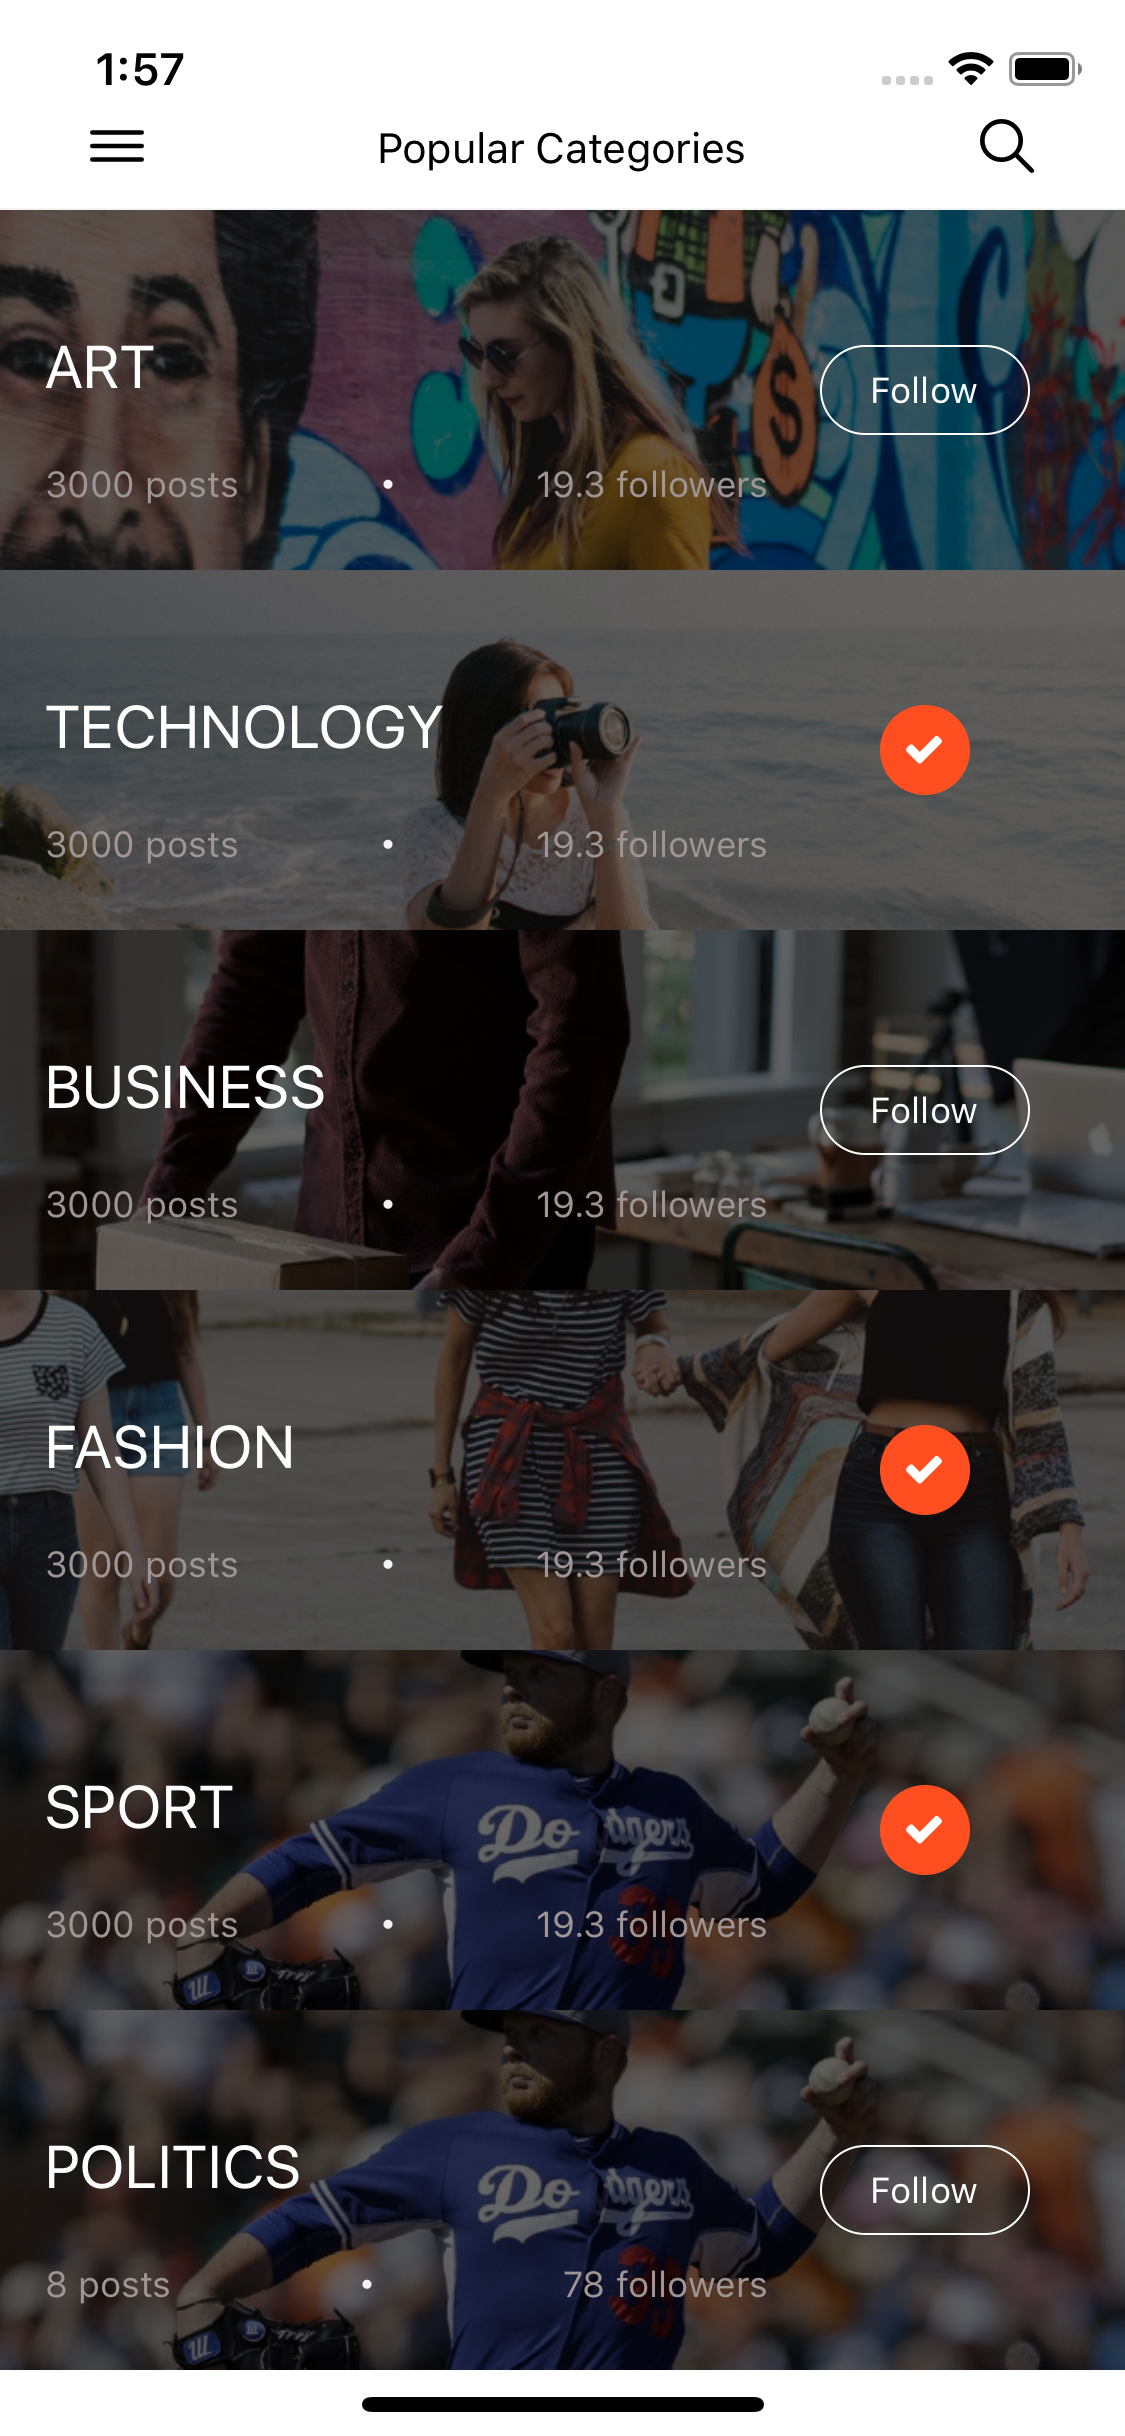 1:57
Popular Categories
ART
Follow
3000 posts • 19.3 followers
TECHNOLOGY
3000 posts • 19.3 followers
BUSINESS
Follow
3000 posts • 19.3 followers
FASHION
3000 posts • 19.3 followers
SPORT
Dodgers
3000 posts • 19.3 followers
POLITICS
Dodgers
Follow
8 posts • 78 followers